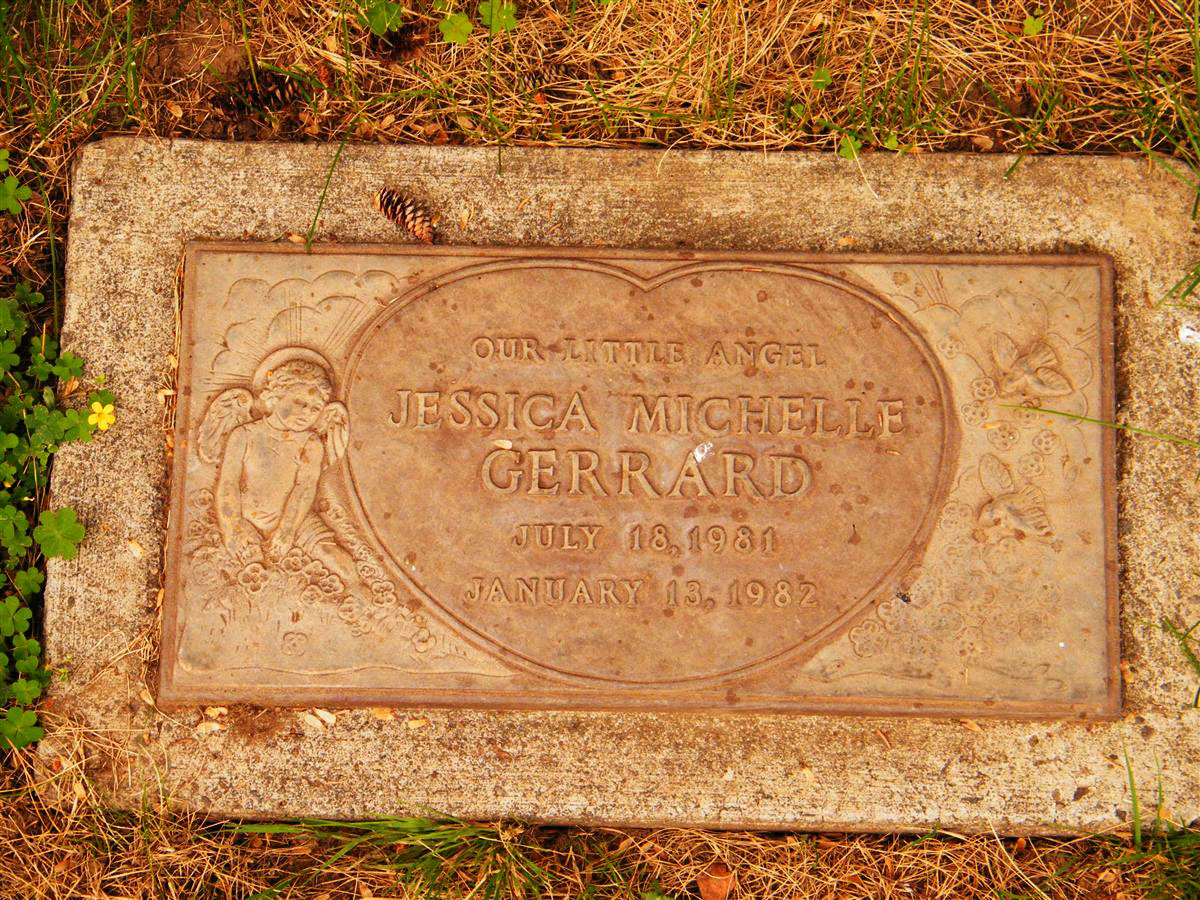 OUR LITTLE ANGEL
JESSICA MICHELLE
GERRARD
JULY 18, 1981
JANUARY 13, 1982